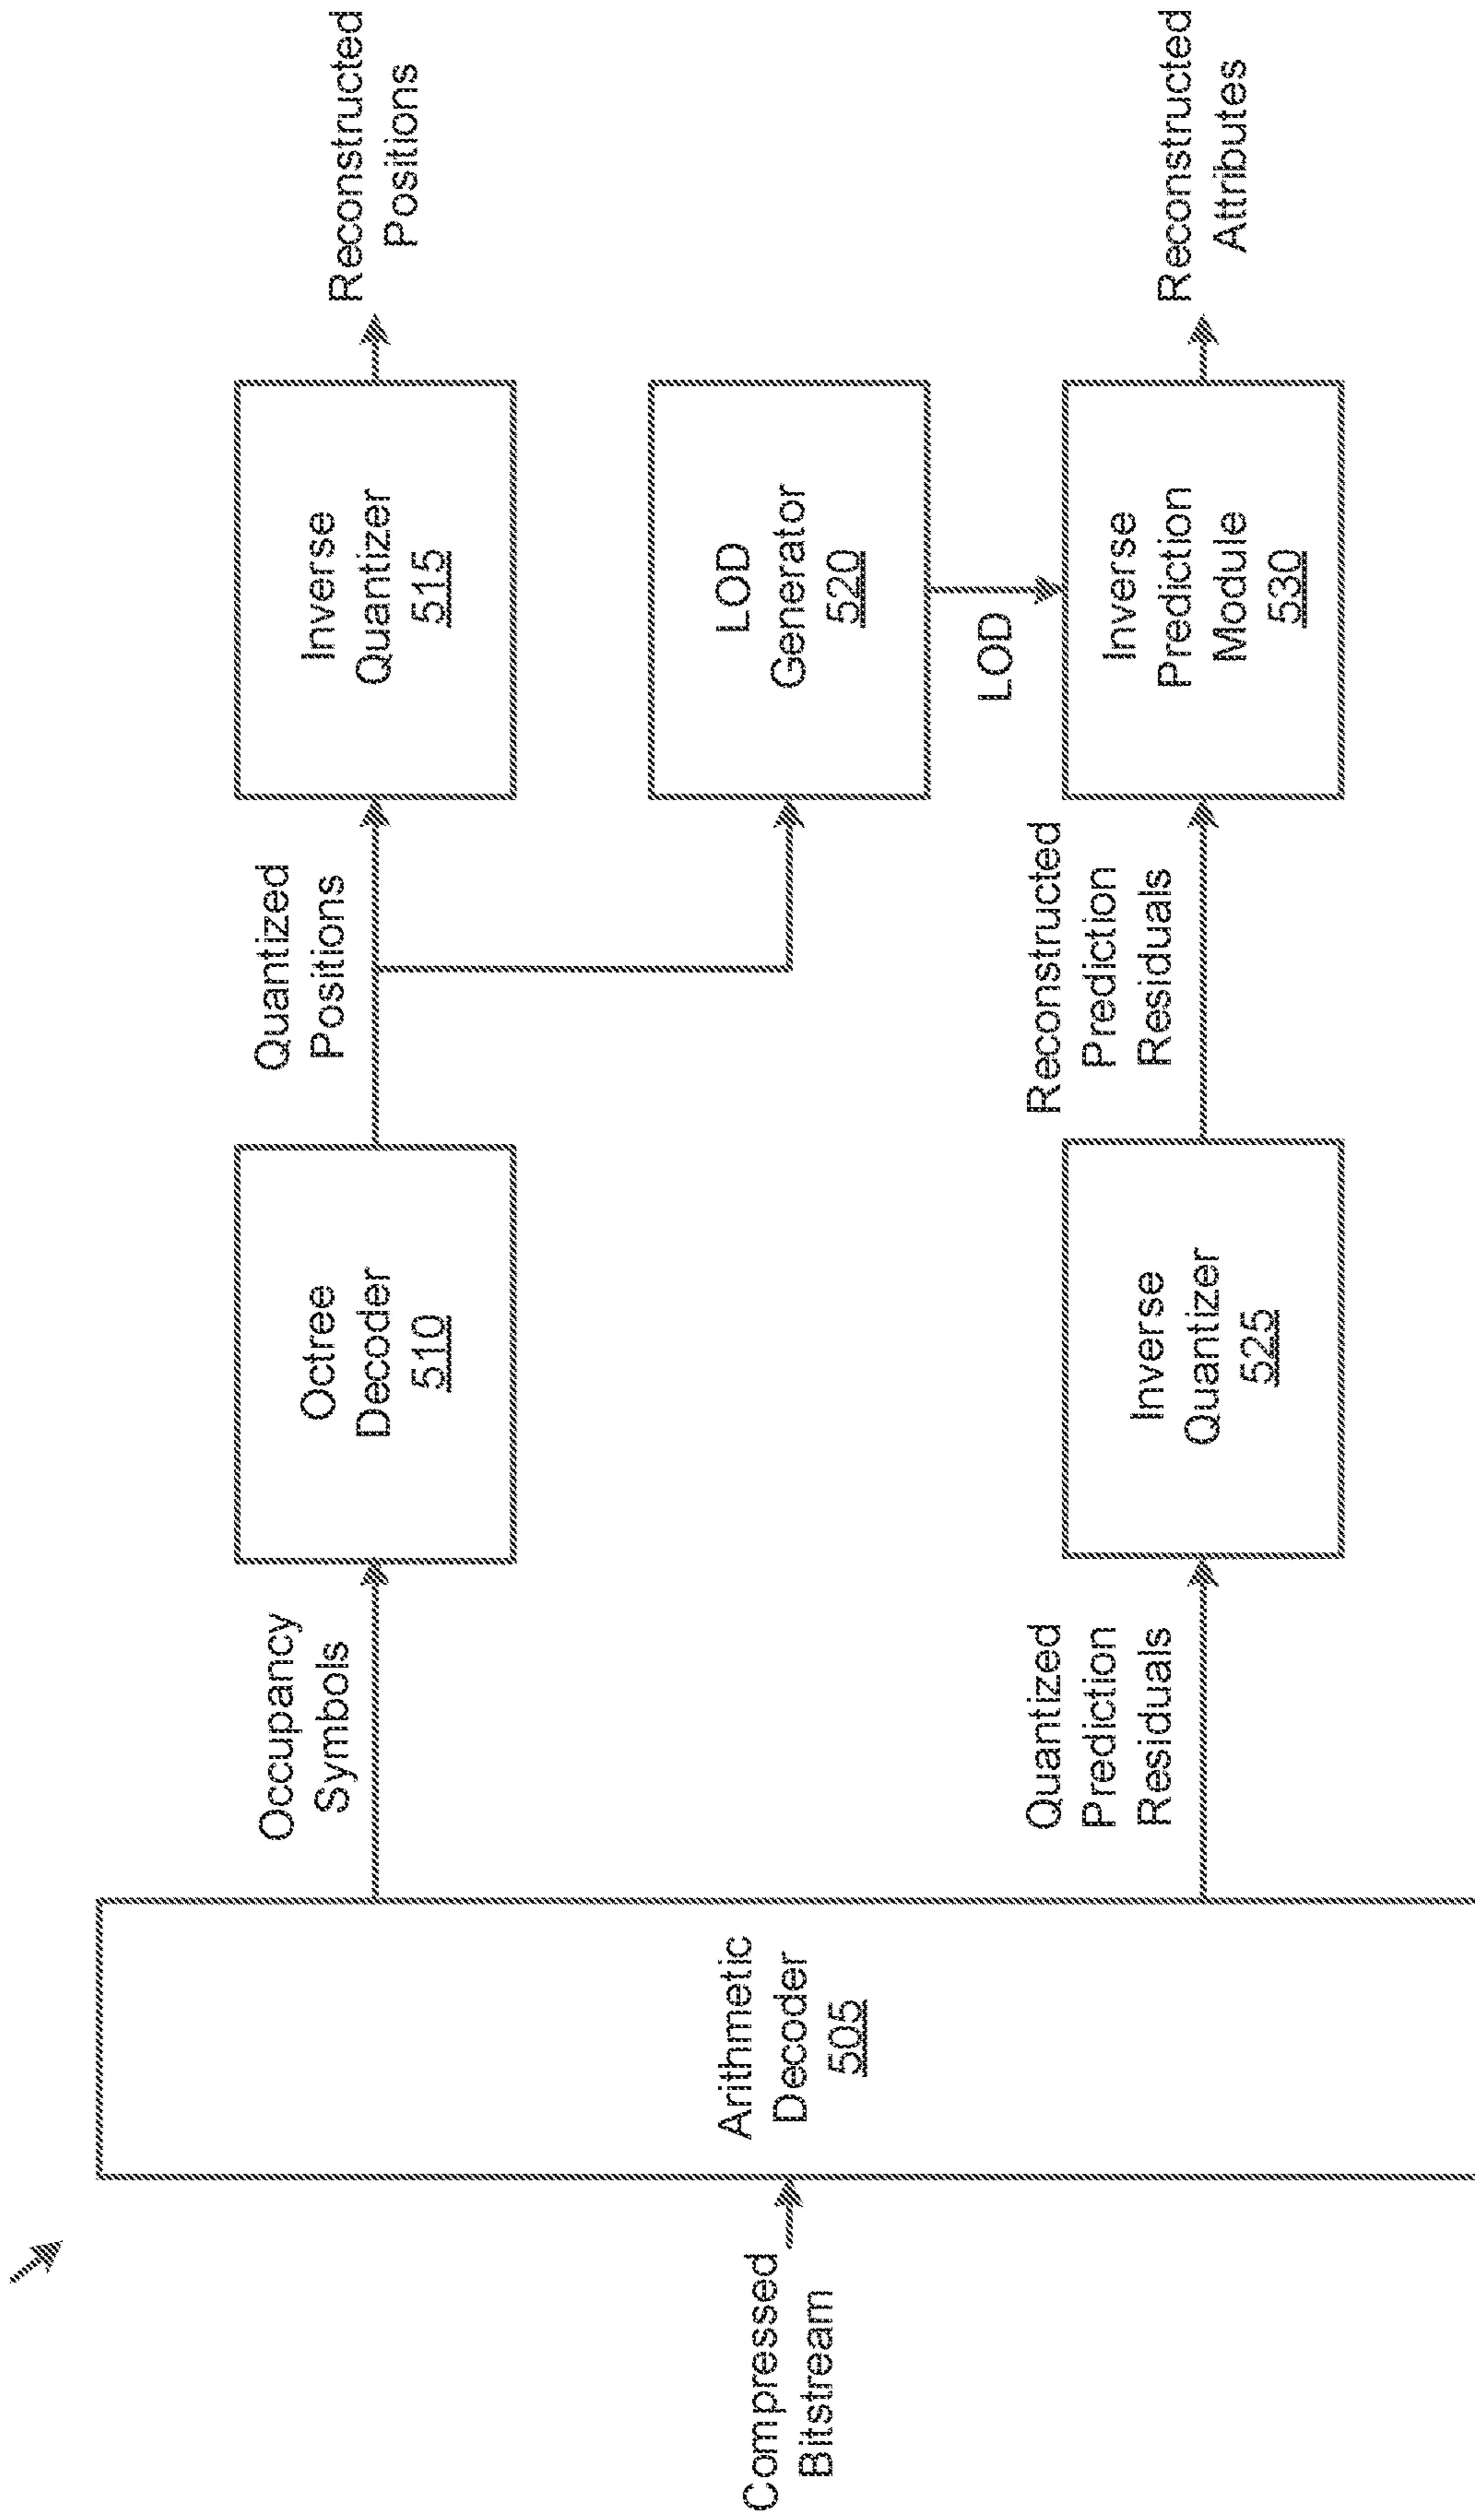 Compressed
Bitstream
Arithmetic
Decoder
505
Occupancy
Symbols
Octree
Decoder
510
Quantized
Positions
Inverse
Quantizer
515
Reconstructed
Positions
LOD
Generator
520
LOD
Quantized
Prediction
Residuals
Inverse
Quantizer
525
Reconstructed
Prediction
Residuals
Inverse
Prediction
Module
530
Reconstructed
Attributes